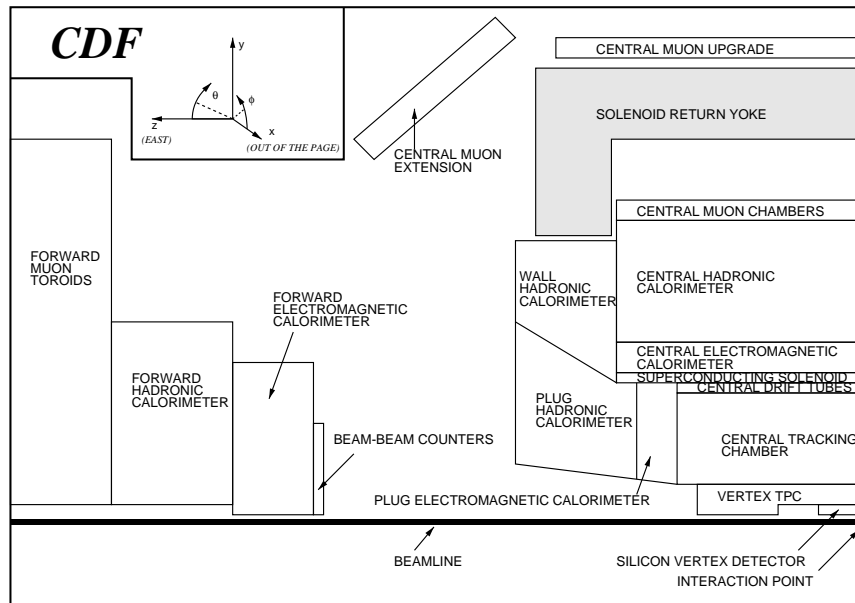 CDF
y
θ
φ
z
x
(EAST)
(OUT OF THE PAGE)
CENTRAL MUON
EXTENSION
CENTRAL MUON UPGRADE
SOLENOID RETURN YOKE
CENTRAL MUON CHAMBERS
FORWARD
MUON
TOROIDS
WALL
HADRONIC
CALORIMETER
CENTRAL HADRONIC
CALORIMETER
FORWARD
ELECTROMAGNETIC
CALORIMETER
CENTRAL ELECTROMAGNETIC
CALORIMETER
SUPERCONDUCTING SOLENOID
CENTRAL DRIFT TUBES
FORWARD
HADRONIC
CALORIMETER
PLUG
HADRONIC
CALORIMETER
BEAM-BEAM COUNTERS
CENTRAL TRACKING
CHAMBER
PLUG ELECTROMAGNETIC CALORIMETER
VERTEX TPC
BEAMLINE
SILICON VERTEX DETECTOR
INTERACTION POINT